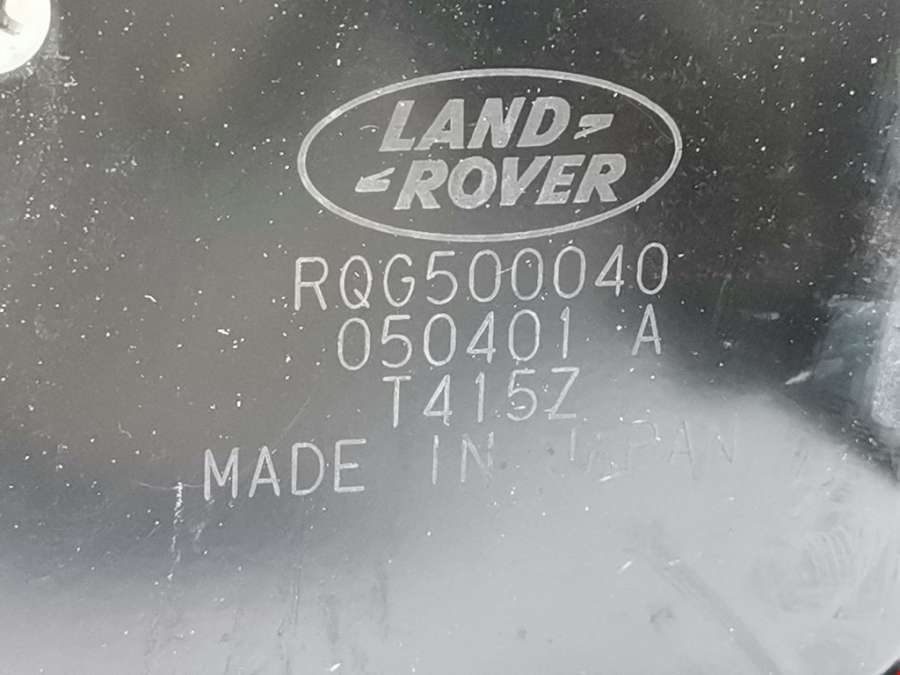 LAND
ROVER
RQG500040
050401 A
T415Z
MADE IN JAPAN